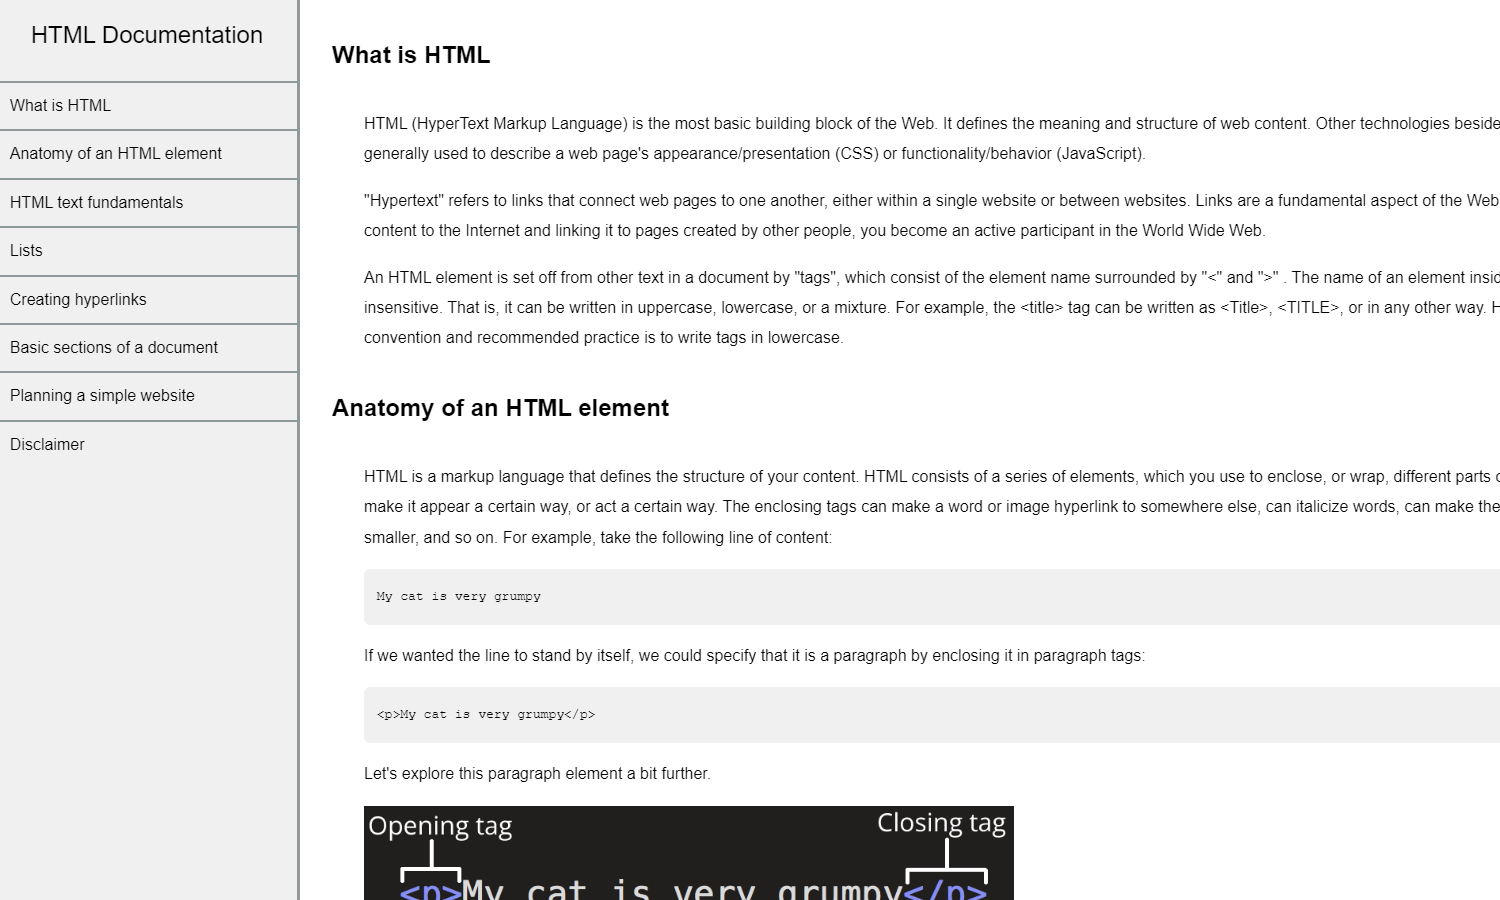 HTML Documentation
What is HTML
Anatomy of an HTML element
HTML text fundamentals
Lists
Creating hyperlinks
Basic sections of a document
Planning a simple website
Disclaimer
What is HTML
HTML (HyperText Markup Language) is the most basic building block of the Web. It defines the meaning and structure of web content. Other technologies beside
generally used to describe a web page's appearance/presentation (CSS) or functionality/behavior (JavaScript).
"Hypertext" refers to links that connect web pages to one another, either within a single website or between websites. Links are a fundamental aspect of the Web
content to the Internet and linking it to pages created by other people, you become an active participant in the World Wide Web.
An HTML element is set off from other text in a document by "tags", which consist of the element name surrounded by "<" and ">" . The name of an element insid
insensitive. That is, it can be written in uppercase, lowercase, or a mixture. For example, the <title> tag can be written as <Title>, <TITLE>, or in any other way. H
convention and recommended practice is to write tags in lowercase.
Anatomy of an HTML element
HTML is a markup language that defines the structure of your content. HTML consists of a series of elements, which you use to enclose, or wrap, different parts
make it appear a certain way, or act a certain way. The enclosing tags can make a word or image hyperlink to somewhere else, can italicize words, can make the
smaller, and so on. For example, take the following line of content:
My cat is very grumpy
If we wanted the line to stand by itself, we could specify that it is a paragraph by enclosing it in paragraph tags:
<p>My cat is very grumpy</p>
Let's explore this paragraph element a bit further.
Opening tag
Closing tag
<p>My cat is very grumpy</p>